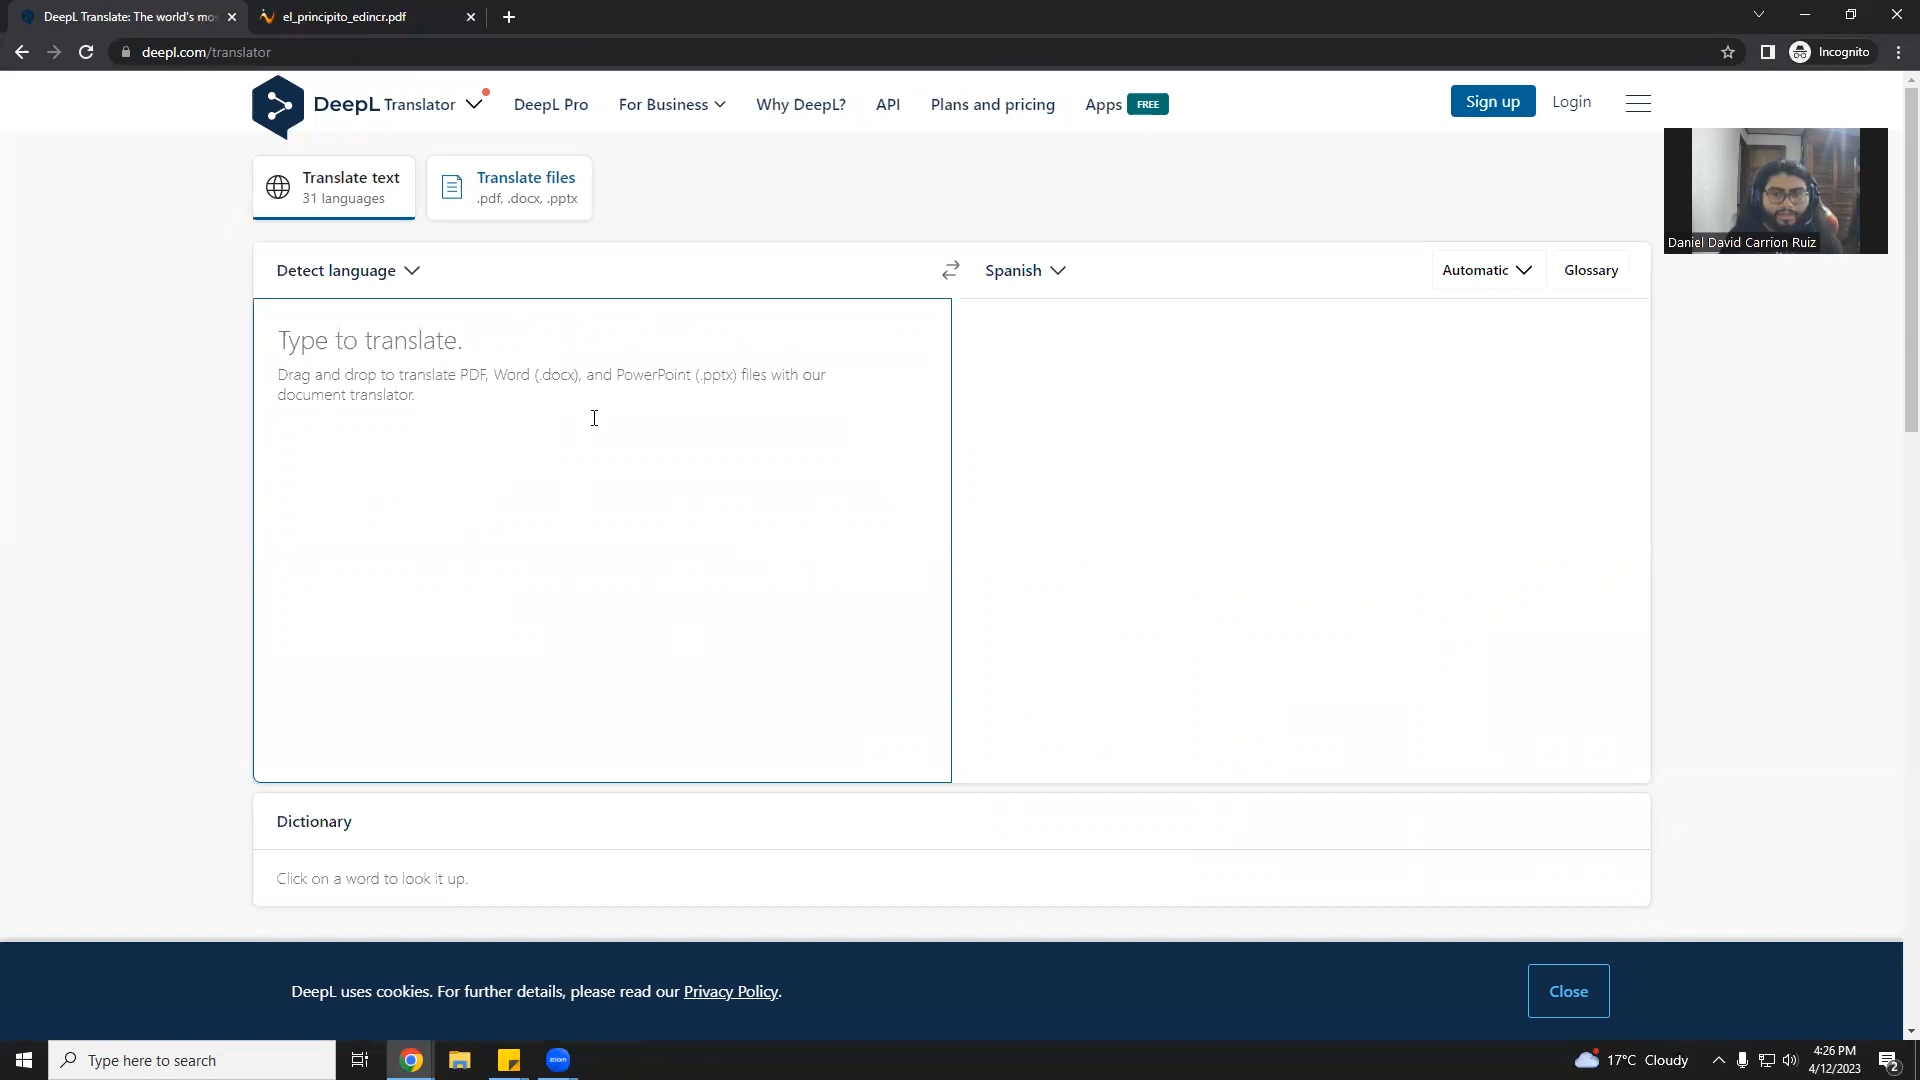 DeepL Translate: The world's mos
el_principito_edincr.pdf
deepl.com/translator
Incognito
DeepL Translator
DeepL Pro
For Business
Why DeepL?
API
Plans and pricing
Apps FREE
Sign up
Login
Translate text
31 languages
Translate files
.pdf, .docx, .pptx
Daniel David Carrion Ruiz
Detect language
Spanish
Automatic
Glossary
Type to translate.
Drag and drop to translate PDF, Word (.docx), and PowerPoint (.pptx) files with our
document translator.
Dictionary
Click on a word to look it up.
DeepL uses cookies. For further details, please read our Privacy Policy.
Close
Type here to search
zoom
17°C Cloudy
4:26 PM
4/12/2023
2